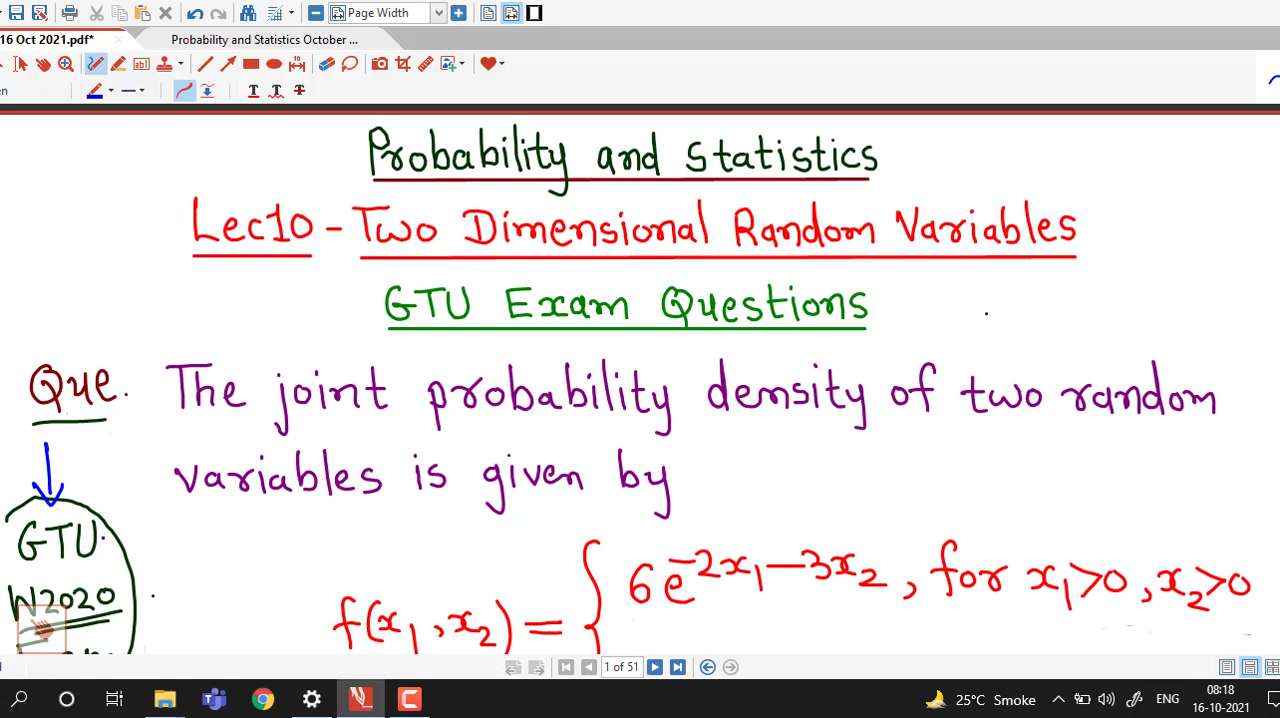 Page Width
16 Oct 2021.pdf*
Probability and Statistics October ...
10
Probability and Statistics
Lec10 - Two Dimensional Random Variables
GTU Exam Questions
Que. The joint probability density of two random
variables is given by
GTU
W2020
f(x₁, x₂) = { 6e^-2x₁-3x₂, for x₁>0, x₂>0
1 of 51
25°C Smoke
ENG
08:18
16-10-2021